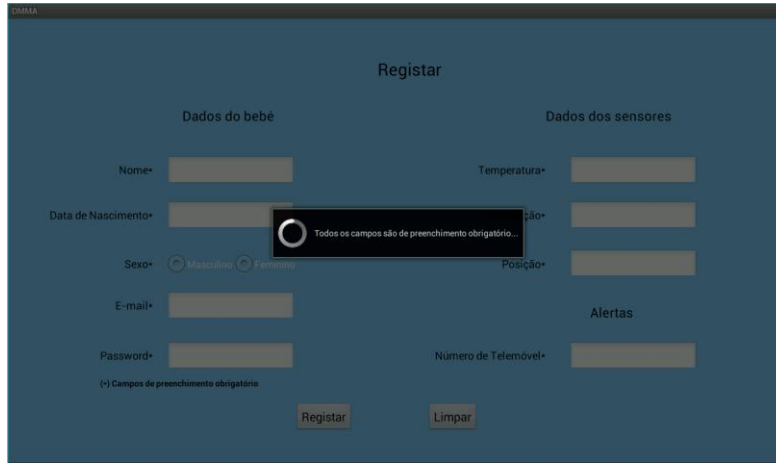 DMMA
Registar
Dados do bebé
Dados dos sensores
Nome*
Temperatura*
Data de Nascimento*
ção*
Todos os campos são de preenchimento obrigatório...
Sexo*
Masculino
Feminino
Posição*
E-mail*
Alertas
Password*
Número de Telemóvel*
(*) Campos de preenchimento obrigatório
Registar
Limpar